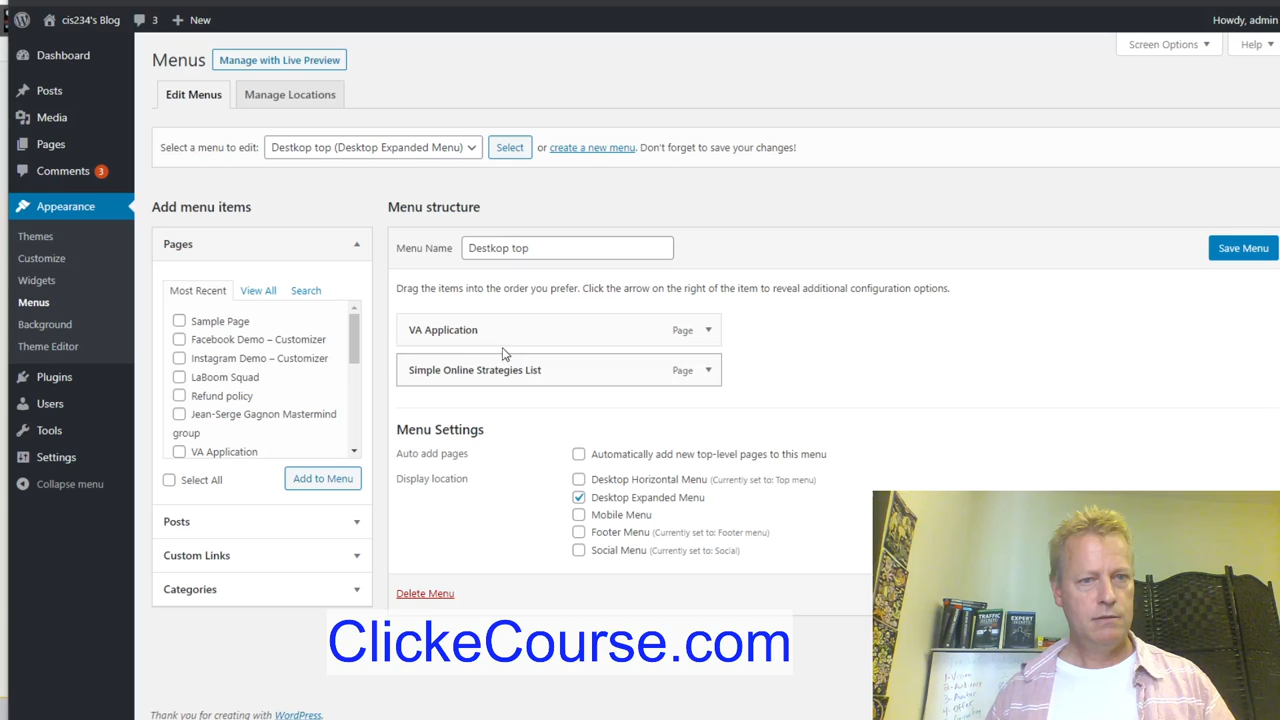 cis234's Blog
3
New
Howdy, admin
Dashboard
Posts
Media
Pages
Comments 3
Appearance
Themes
Customize
Widgets
Menus
Background
Theme Editor
Plugins
Users
Tools
Settings
Collapse menu
Menus
Manage with Live Preview
Screen Options
Help
Edit Menus
Manage Locations
Select a menu to edit: Destkop top (Desktop Expanded Menu) Select or create a new menu. Don't forget to save your changes!
Add menu items
Pages
Most Recent View All Search
Sample Page
Facebook Demo – Customizer
Instagram Demo – Customizer
LaBoom Squad
Refund policy
Jean-Serge Gagnon Mastermind
group
VA Application
Select All
Add to Menu
Posts
Custom Links
Categories
Menu structure
Menu Name Destkop top
Save Menu
Drag the items into the order you prefer. Click the arrow on the right of the item to reveal additional configuration options.
VA Application Page
Simple Online Strategies List Page
Menu Settings
Auto add pages Automatically add new top-level pages to this menu
Display location Desktop Horizontal Menu (Currently set to: Top menu)
Desktop Expanded Menu
Mobile Menu
Footer Menu (Currently set to: Footer menu)
Social Menu (Currently set to: Social)
Delete Menu
ClickeCourse.com
TRAFFIC
SECRETS
EXPERT
SECRETS
Thank you for creating with WordPress.